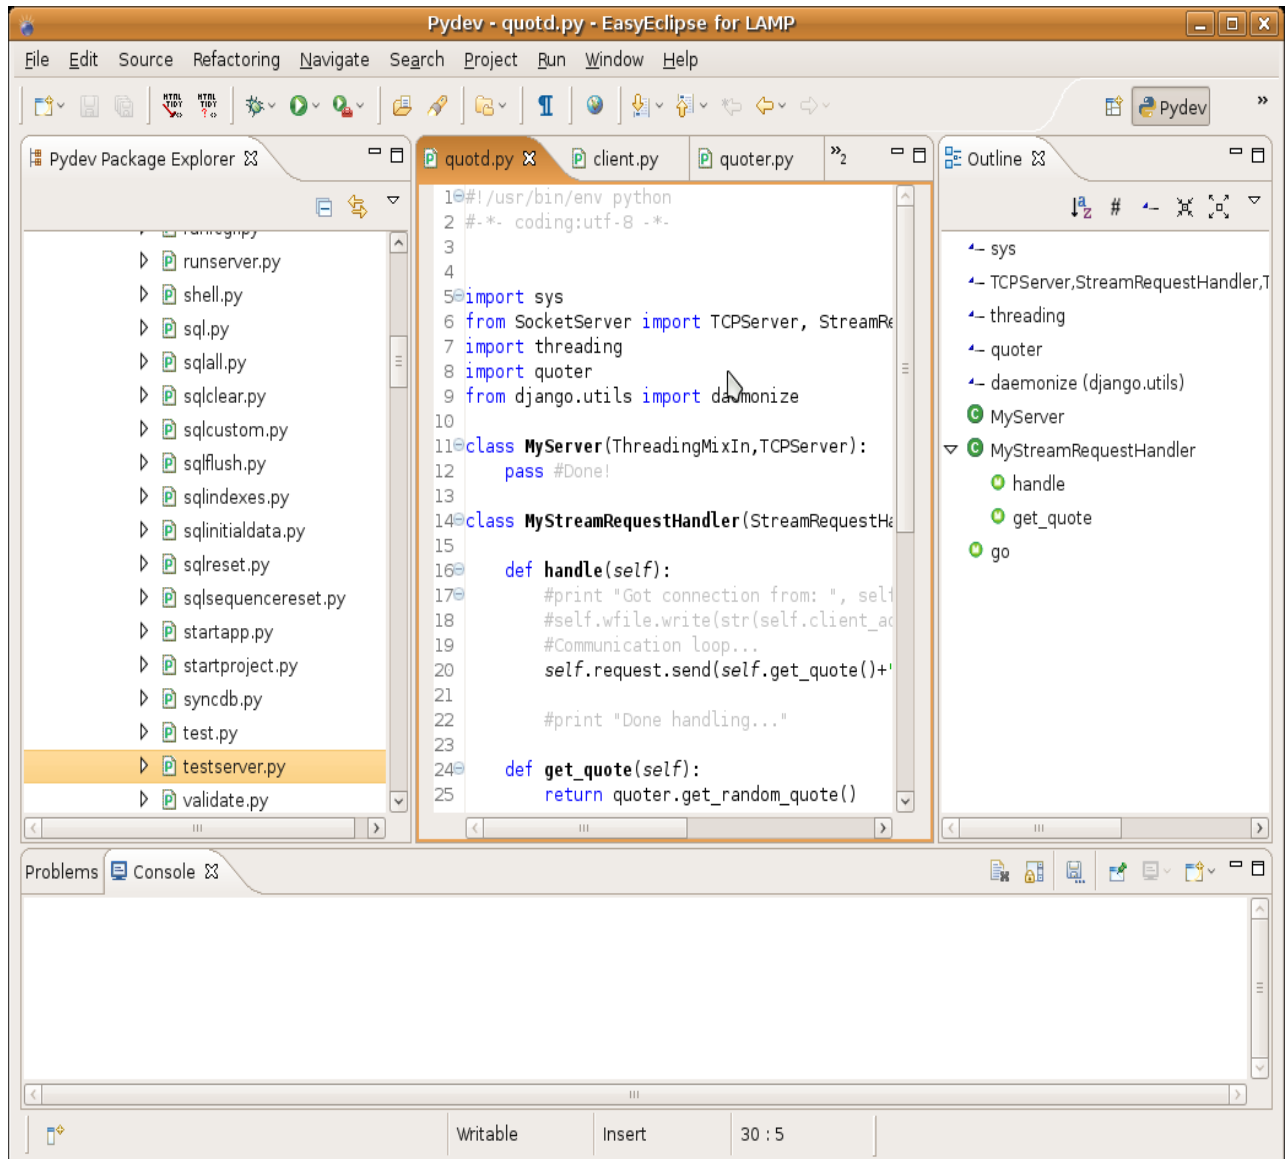 Pydev - quotd.py - EasyEclipse for LAMP
File Edit Source Refactoring Navigate Search Project Run Window Help
HTML TIDY HTML TIDY ?
Pydev
»
Pydev Package Explorer
runserver.py
shell.py
sql.py
sqlall.py
sqlclear.py
sqlcustom.py
sqlflush.py
sqlindexes.py
sqlinitialdata.py
sqlreset.py
sqlsequencereset.py
startapp.py
startproject.py
syncdb.py
test.py
testserver.py
validate.py
quotd.py client.py quoter.py »2
1 #!/usr/bin/env python
2 #-*- coding:utf-8 -*-
3
4
5 import sys
6 from SocketServer import TCPServer, StreamRe
7 import threading
8 import quoter
9 from django.utils import daemonize
10
11 class MyServer(ThreadingMixIn,TCPServer):
12 pass #Done!
13
14 class MyStreamRequestHandler(StreamRequestHa
15
16 def handle(self):
17 #print "Got connection from: ", self
18 #self.wfile.write(str(self.client_ad
19 #Communication loop...
20 self.request.send(self.get_quote()+'
21
22 #print "Done handling..."
23
24 def get_quote(self):
25 return quoter.get_random_quote()
Outline
az #
sys
TCPServer,StreamRequestHandler,T
threading
quoter
daemonize (django.utils)
C MyServer
C MyStreamRequestHandler
M handle
M get_quote
M go
Problems Console
Writable Insert 30 : 5